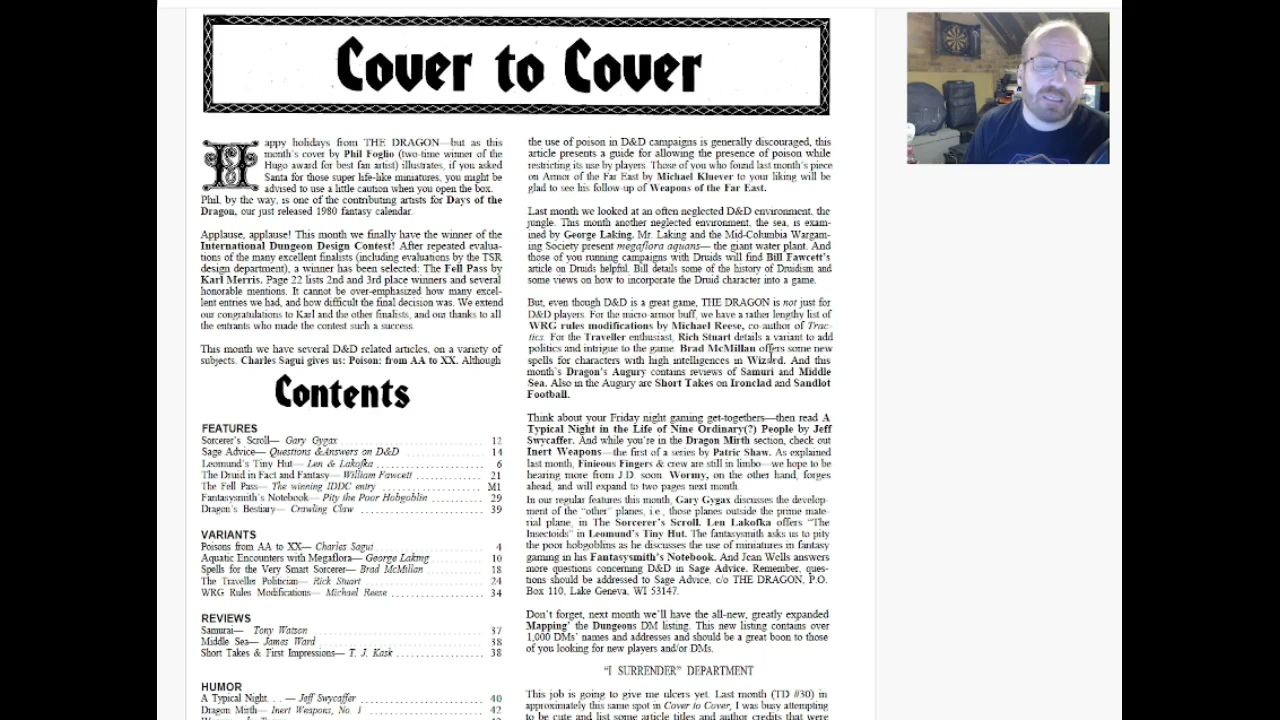 Cover to Cover
Happy holidays from THE DRAGON—but as this
month's cover by Phil Foglio (two-time winner of the
Hugo award for best fan artist) illustrates, if you asked
Santa for those super life-like miniatures, you might be
advised to use a little caution when you open the box.
Phil, by the way, is one of the contributing artists for Days of the
Dragon, our just released 1980 fantasy calendar.
Applause, applause! This month we finally have the winner of the
International Dungeon Design Contest! After repeated evalua-
tions of the many excellent finalists (including evaluations by the TSR
design department), a winner has been selected: The Fell Pass by
Karl Merris. Page 22 lists 2nd and 3rd place winners and several
honorable mentions. It cannot be over-emphasized how many excel-
lent entries we had, and how difficult the final decision was. We extend
our congratulations to Karl and the other finalists, and our thanks to all
the entrants who made the contest such a success.
This month we have several D&D related articles, on a variety of
subjects. Charles Sagui gives us: Poison: from AA to XX. Although
Contents
FEATURES
Sorcerer's Scroll— Gary Gygax 12
Sage Advice— Questions &Answers on D&D 14
Leomund's Tiny Hut— Len & Lakofka 6
The Druid in Fact and Fantasy— William Fawcett 21
The Fell Pass— The winning IDDC entry M1
Fantasysmith's Notebook— Pity the Poor Hobgoblin 29
Dragon's Bestiary— Crawling Claw 39
VARIANTS
Poisons from AA to XX— Charles Sagui 4
Aquatic Encounters with Megaflora— George Laking 10
Spells for the Very Smart Sorcerer— Brad McMillan 18
The Traveller Politician— Rick Stuart 24
WRG Rules Modifications— Michael Reese 34
REVIEWS
Samurai— Tony Watson 37
Middle Sea— James Ward 38
Short Takes & First Impressions— T. J. Kask 38
HUMOR
A Typical Night. . . — Jeff Swycaffer 40
Dragon Mirth— Inert Weapons, No. 1 42
the use of poison in D&D campaigns is generally discouraged, this
article presents a guide for allowing the presence of poison while
restricting its use by players. Those of you who found last month's piece
on Armor of the Far East by Michael Kluever to your liking will be
glad to see his follow-up of Weapons of the Far East.
Last month we looked at an often neglected D&D environment, the
jungle. This month another neglected environment, the sea, is exam-
ined by George Laking. Mr. Laking and the Mid-Columbia Wargam-
ing Society present megaflora aquans— the giant water plant. And
those of you running campaigns with Druids will find Bill Fawcett's
article on Druids helpful. Bill details some of the history of Druidism and
some views on how to incorporate the Druid character into a game.
But, even though D&D is a great game, THE DRAGON is not just for
D&D players. For the micro armor buff, we have a rather lengthy list of
WRG rules modifications by Michael Reese, co-author of Trac-
tics. For the Traveller enthusiast, Rich Stuart details a variant to add
politics and intrigue to the game. Brad McMillan offers some new
spells for characters with high intelligences in Wizard. And this
month's Dragon's Augury contains reviews of Samuri and Middle
Sea. Also in the Augury are Short Takes on Ironclad and Sandlot
Football.
Think about your Friday night gaming get-togethers—then read A
Typical Night in the Life of Nine Ordinary(?) People by Jeff
Swycaffer. And while you're in the Dragon Mirth section, check out
Inert Weapons—the first of a series by Patric Shaw. As explained
last month, Finieous Fingers & crew are still in limbo—we hope to be
hearing more from J.D. soon. Wormy, on the other hand, forges
ahead, and will expand to two pages next month.
In our regular features this month, Gary Gygax discusses the develop-
ment of the "other" planes, i.e., those planes outside the prime mate-
rial plane, in The Sorcerer's Scroll. Len Lakofka offers "The
Insectoids" in Leomund's Tiny Hut. The fantasysmith asks us to pity
the poor hobgoblins as he discusses the use of miniatures in fantasy
gaming in his Fantasysmith's Notebook. And Jean Wells answers
more questions concerning D&D in Sage Advice. Remember, ques-
tions should be addressed to Sage Advice, c/o THE DRAGON, P.O.
Box 110, Lake Geneva, WI 53147.
Don't forget, next month we'll have the all-new, greatly expanded
Mapping' the Dungeons DM listing. This new listing contains over
1,000 DMs' names and addresses and should be a great boon to those
of you looking for new players and/or DMs.
"I SURRENDER" DEPARTMENT
This job is going to give me ulcers yet. Last month (TD #30) in
approximately this same spot in Cover to Cover, I was busy attempting
to be cute and list some article titles and author credits that were